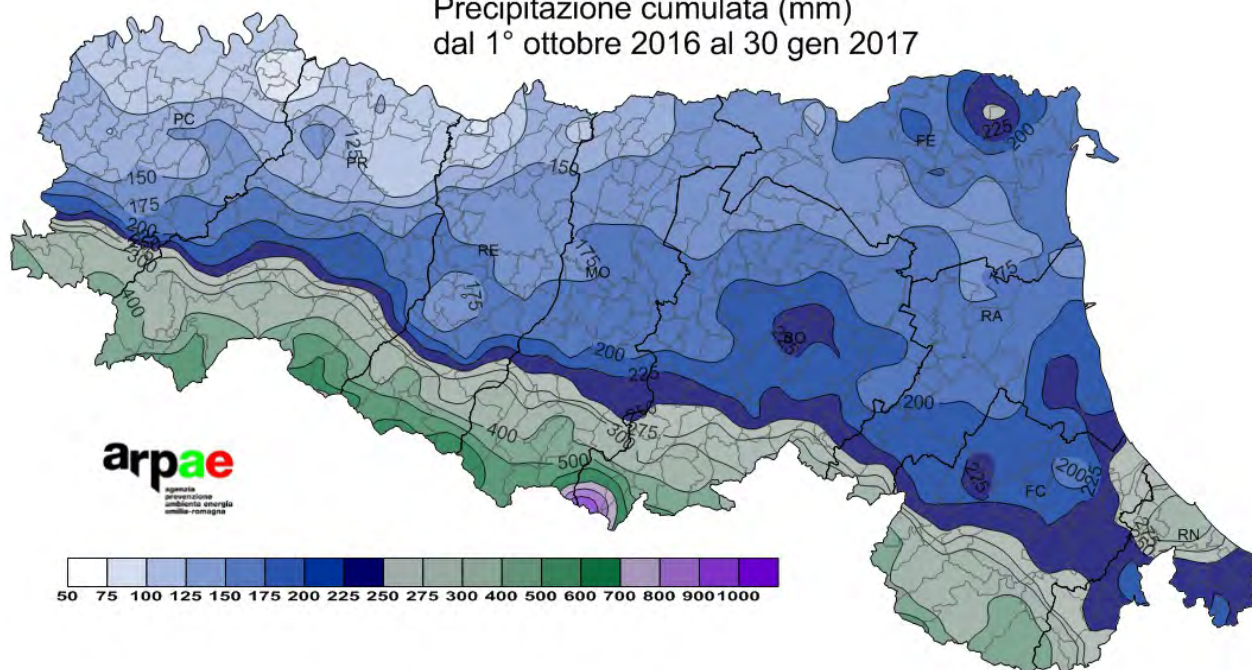 Precipitazione cumulata (mm)
dal 1° ottobre 2016 al 30 gen 2017
PC
125
PR
FE
225
200
150
150
175
200
300
400
RE
175
175
MO
175
RA
BO
225
200
225
200
275
300
400
500
225
200
225
FC
RN
arpae
agenzia
prevenzione
ambiente energia
emilia-romagna
50 75 100 125 150 175 200 225 250 275 300 400 500 600 700 800 900 1000